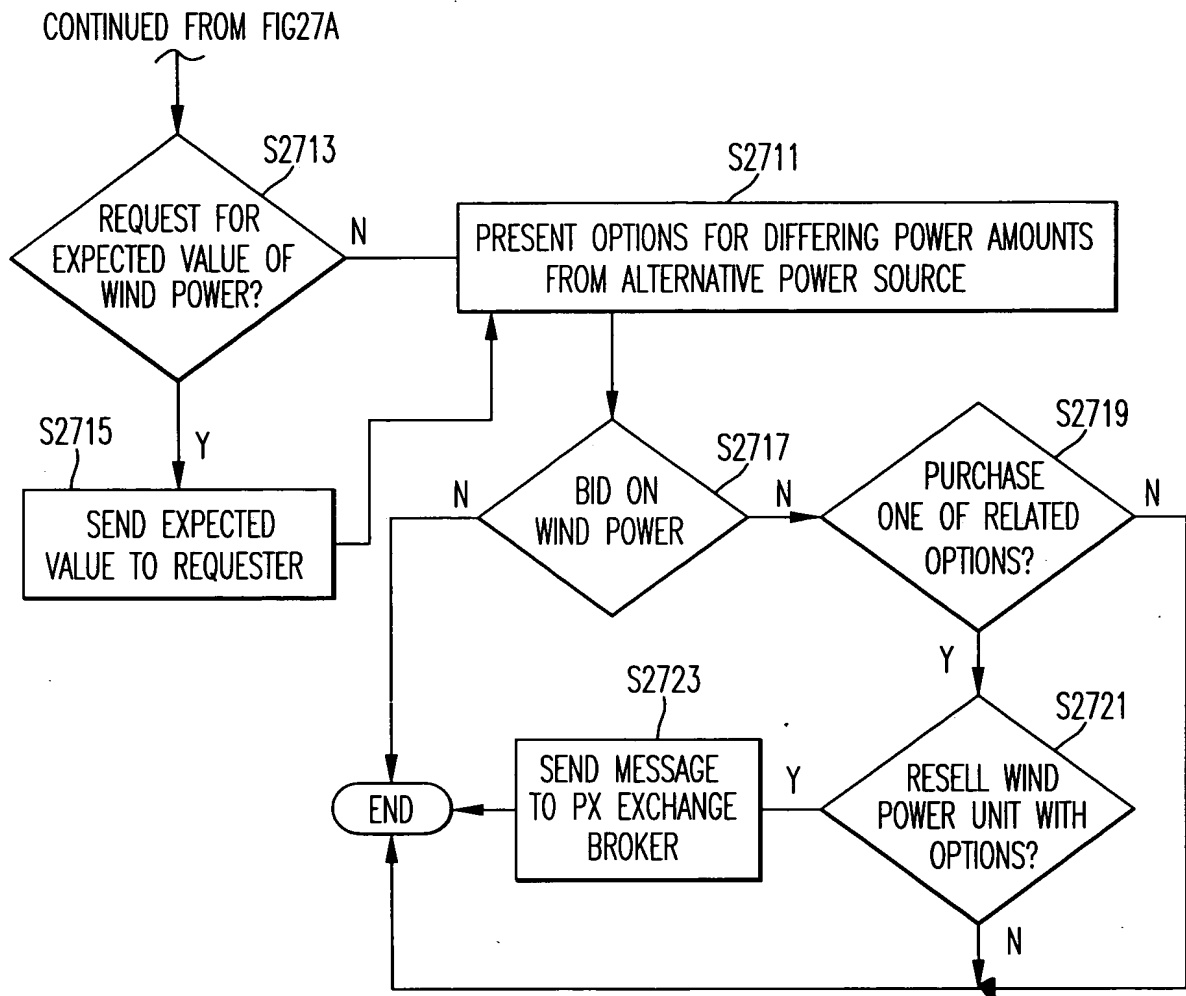 CONTINUED FROM FIG27A
S2713
REQUEST FOR
EXPECTED VALUE OF
WIND POWER?
N
Y
S2711
PRESENT OPTIONS FOR DIFFERING POWER AMOUNTS
FROM ALTERNATIVE POWER SOURCE
S2715
SEND EXPECTED
VALUE TO REQUESTER
S2717
N
BID ON
WIND POWER
N
S2719
PURCHASE
ONE OF RELATED
OPTIONS?
N
Y
S2721
RESELL WIND
POWER UNIT WITH
OPTIONS?
Y
N
S2723
SEND MESSAGE
TO PX EXCHANGE
BROKER
END